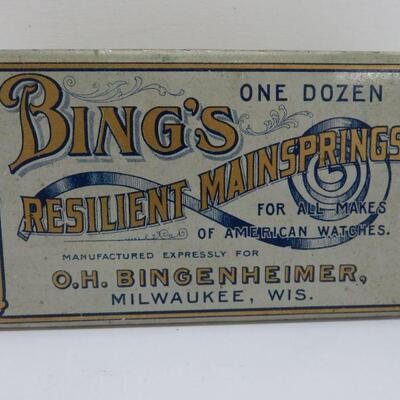 ONE DOZEN
BING'S
RESILIENT MAINSPRINGS
FOR ALL MAKES
OF AMERICAN WATCHES.
MANUFACTURED EXPRESSLY FOR
O.H. BINGENHEIMER,
MILWAUKEE, WIS.